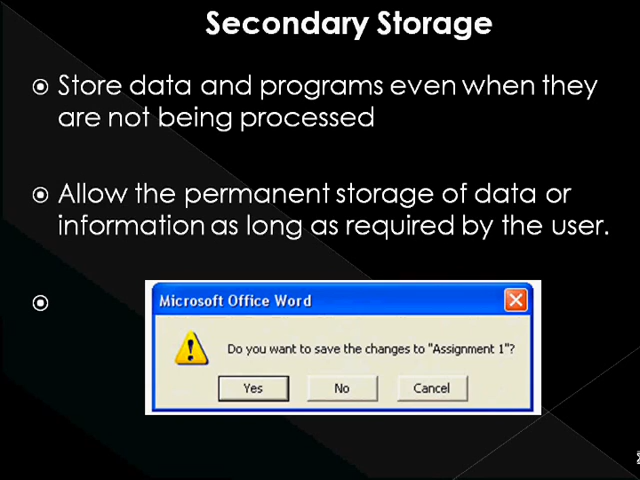 Secondary Storage
Store data and programs even when they
are not being processed
Allow the permanent storage of data or
information as long as required by the user.
Microsoft Office Word
Do you want to save the changes to "Assignment 1"?
Yes No Cancel